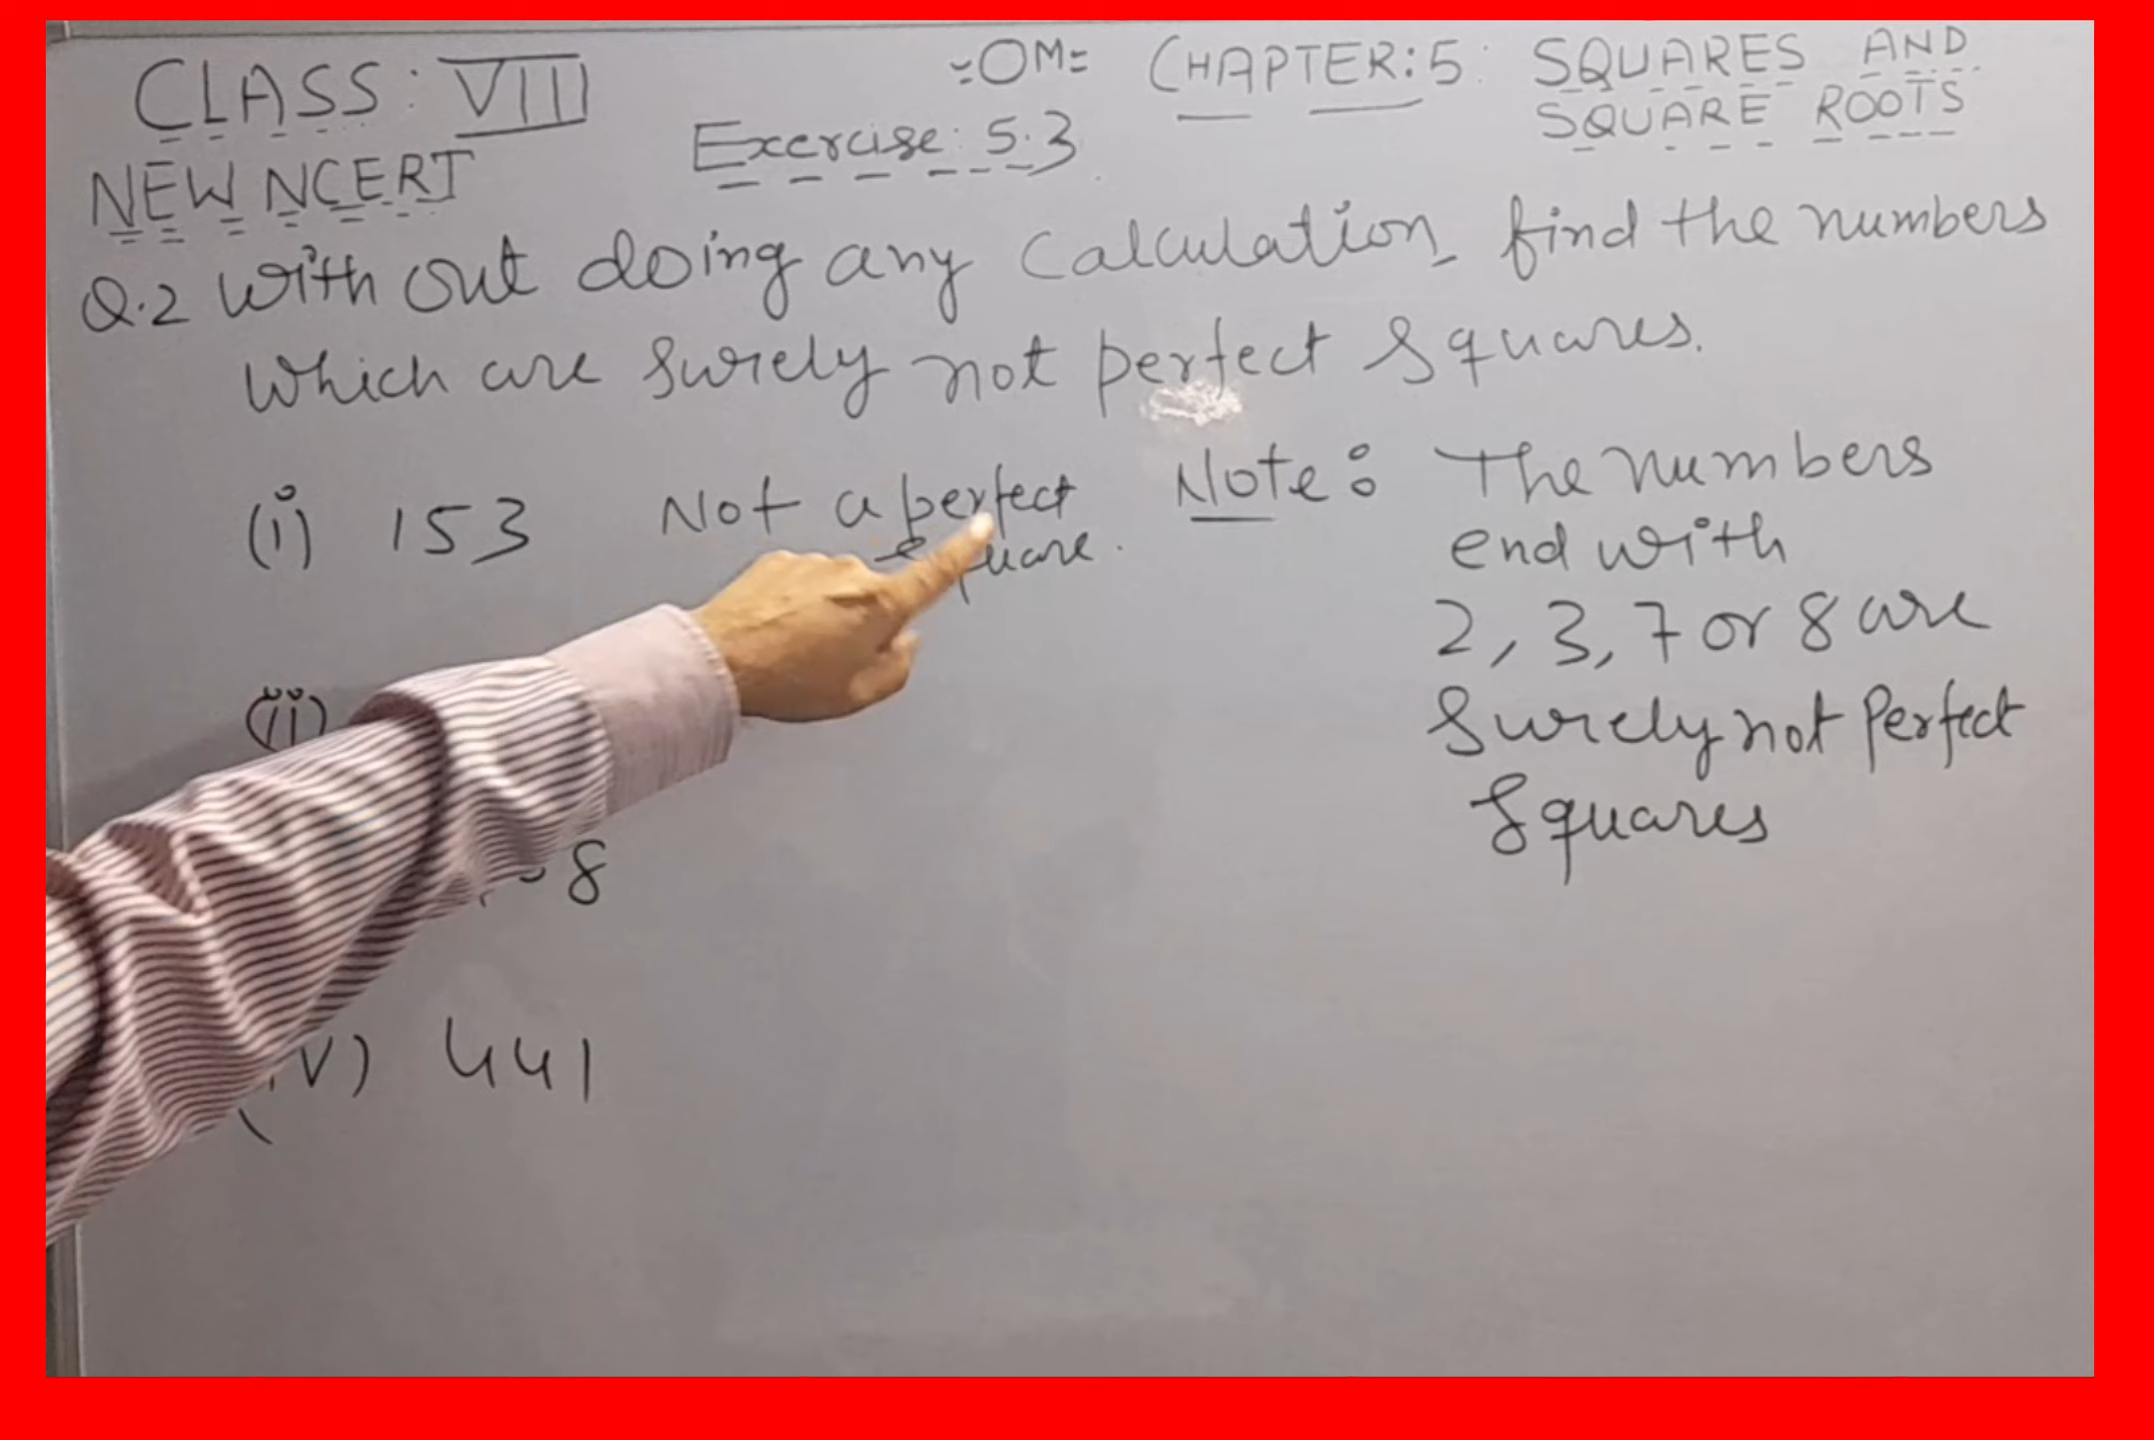 CLASS: VIII
-:OM:- CHAPTER:5: SQUARES AND
SQUARE ROOTS
NEW NCERT
Exercise: 5.3
Q.2 With out doing any Calculation, find the numbers
Which are surely not perfect squares.
(i) 153 Not a perfect
square.
Note: The numbers
end with
2, 3, 7 or 8 are
surely not perfect
squares
(ii)
8
441